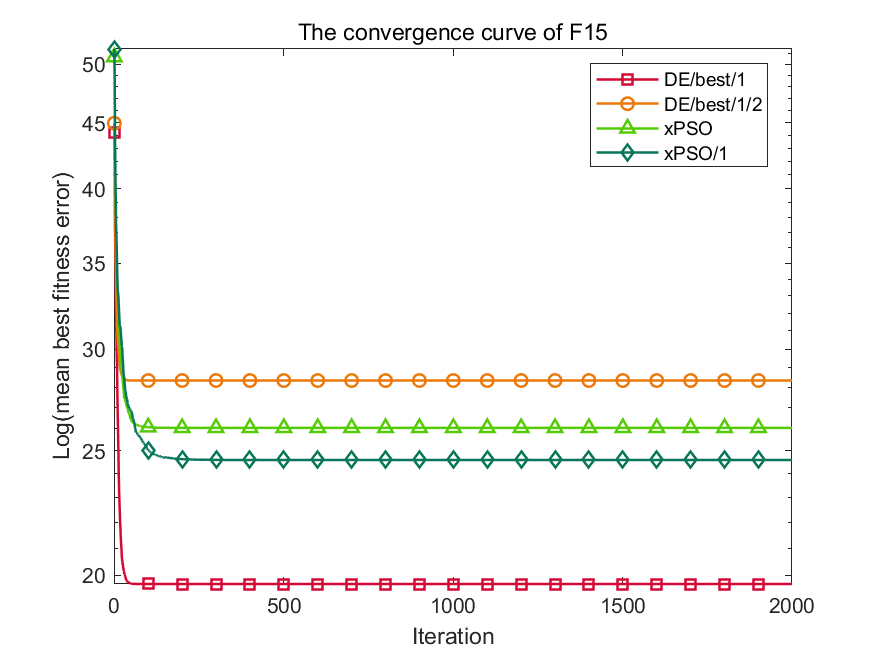 The convergence curve of F15
Log(mean best fitness error)
50
45
40
35
30
25
20
DE/best/1
DE/best/1/2
xPSO
xPSO/1
0 500 1000 1500 2000
Iteration